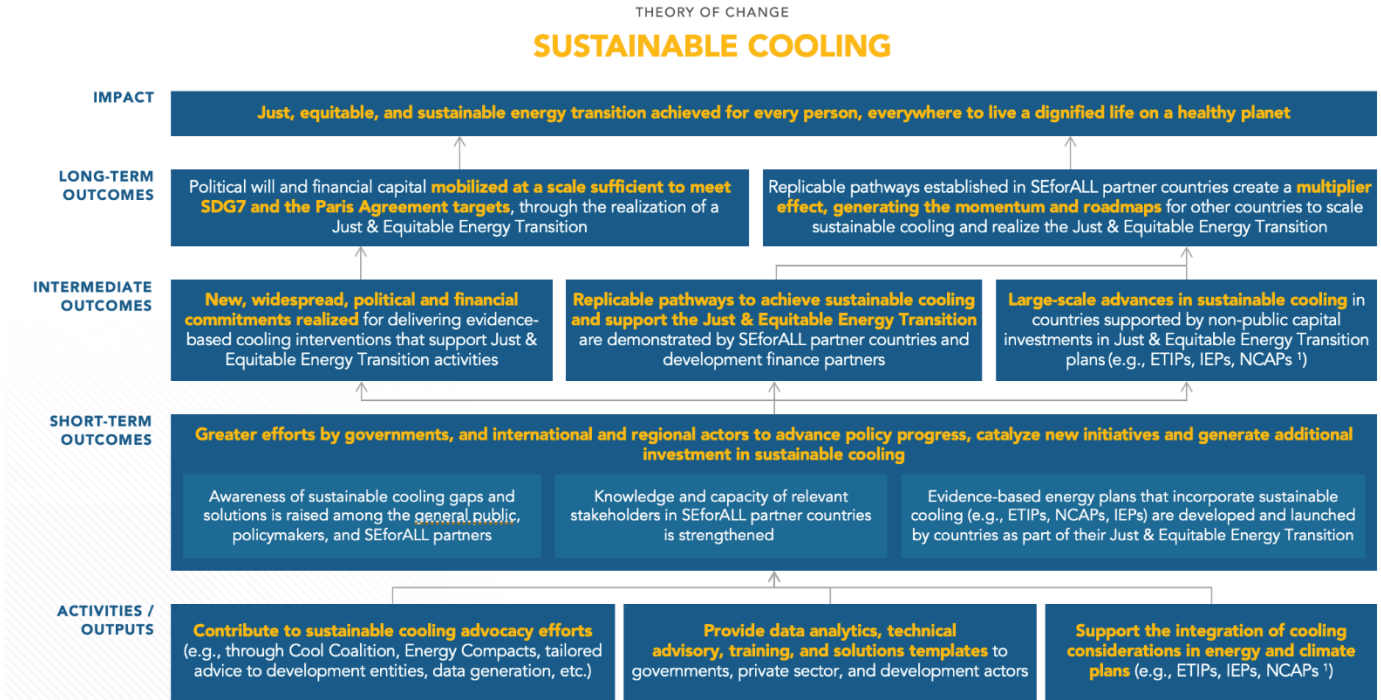 THEORY OF CHANGE
SUSTAINABLE COOLING
IMPACT
Just, equitable, and sustainable energy transition achieved for every person, everywhere to live a dignified life on a healthy planet
LONG-TERM
OUTCOMES
Political will and financial capital mobilized at a scale sufficient to meet
SDG7 and the Paris Agreement targets, through the realization of a
Just & Equitable Energy Transition
Replicable pathways established in SEforALL partner countries create a multiplier
effect, generating the momentum and roadmaps for other countries to scale
sustainable cooling and realize the Just & Equitable Energy Transition
INTERMEDIATE
OUTCOMES
New, widespread, political and financial
commitments realized for delivering evidence-
based cooling interventions that support Just &
Equitable Energy Transition activities
Replicable pathways to achieve sustainable cooling
and support the Just & Equitable Energy Transition
are demonstrated by SEforALL partner countries and
development finance partners
Large-scale advances in sustainable cooling in
countries supported by non-public capital
investments in Just & Equitable Energy Transition
plans (e.g., ETIPs, IEPs, NCAPs ¹)
SHORT-TERM
OUTCOMES
Greater efforts by governments, and international and regional actors to advance policy progress, catalyze new initiatives and generate additional
investment in sustainable cooling
Awareness of sustainable cooling gaps and
solutions is raised among the general public,
policymakers, and SEforALL partners
Knowledge and capacity of relevant
stakeholders in SEforALL partner countries
is strengthened
Evidence-based energy plans that incorporate sustainable
cooling (e.g., ETIPs, NCAPs, IEPs) are developed and launched
by countries as part of their Just & Equitable Energy Transition
ACTIVITIES /
OUTPUTS
Contribute to sustainable cooling advocacy efforts
(e.g., through Cool Coalition, Energy Compacts, tailored
advice to development entities, data generation, etc.)
Provide data analytics, technical
advisory, training, and solutions templates to
governments, private sector, and development actors
Support the integration of cooling
considerations in energy and climate
plans (e.g., ETIPs, IEPs, NCAPs ¹)